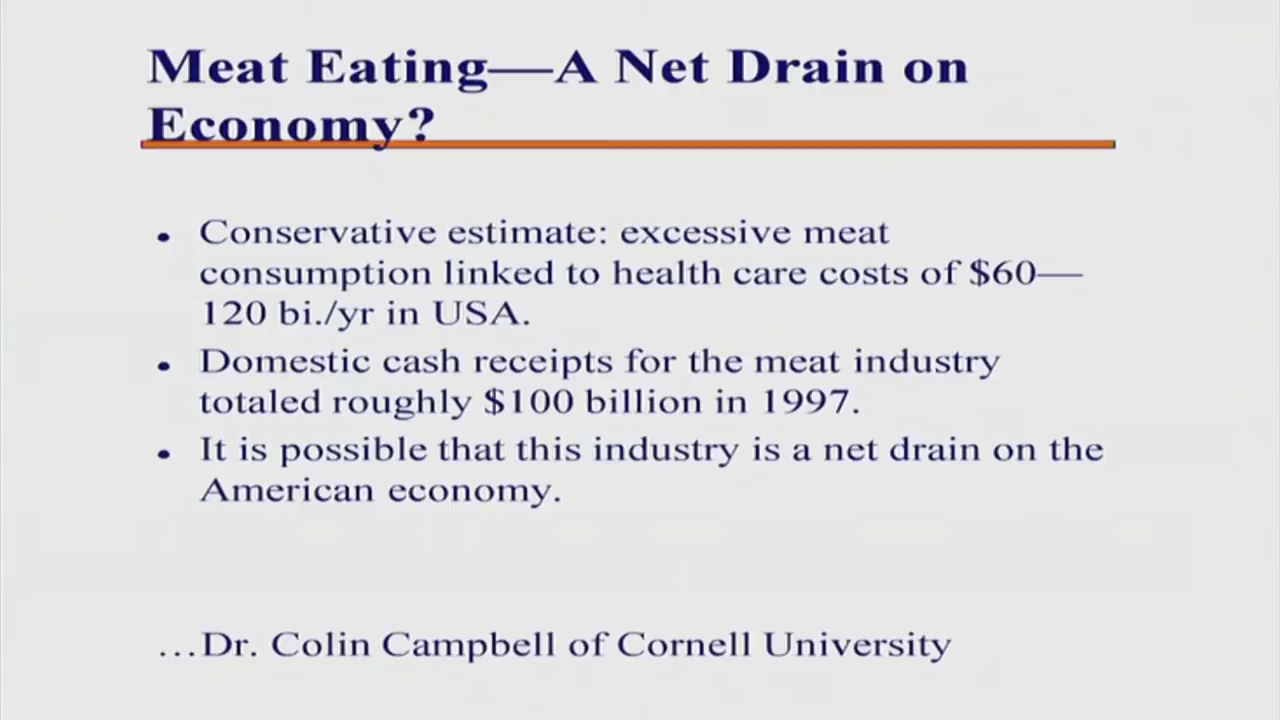 Meat Eating—A Net Drain on
Economy?
• Conservative estimate: excessive meat
consumption linked to health care costs of $60—
120 bi./yr in USA.
• Domestic cash receipts for the meat industry
totaled roughly $100 billion in 1997.
• It is possible that this industry is a net drain on the
American economy.
…Dr. Colin Campbell of Cornell University